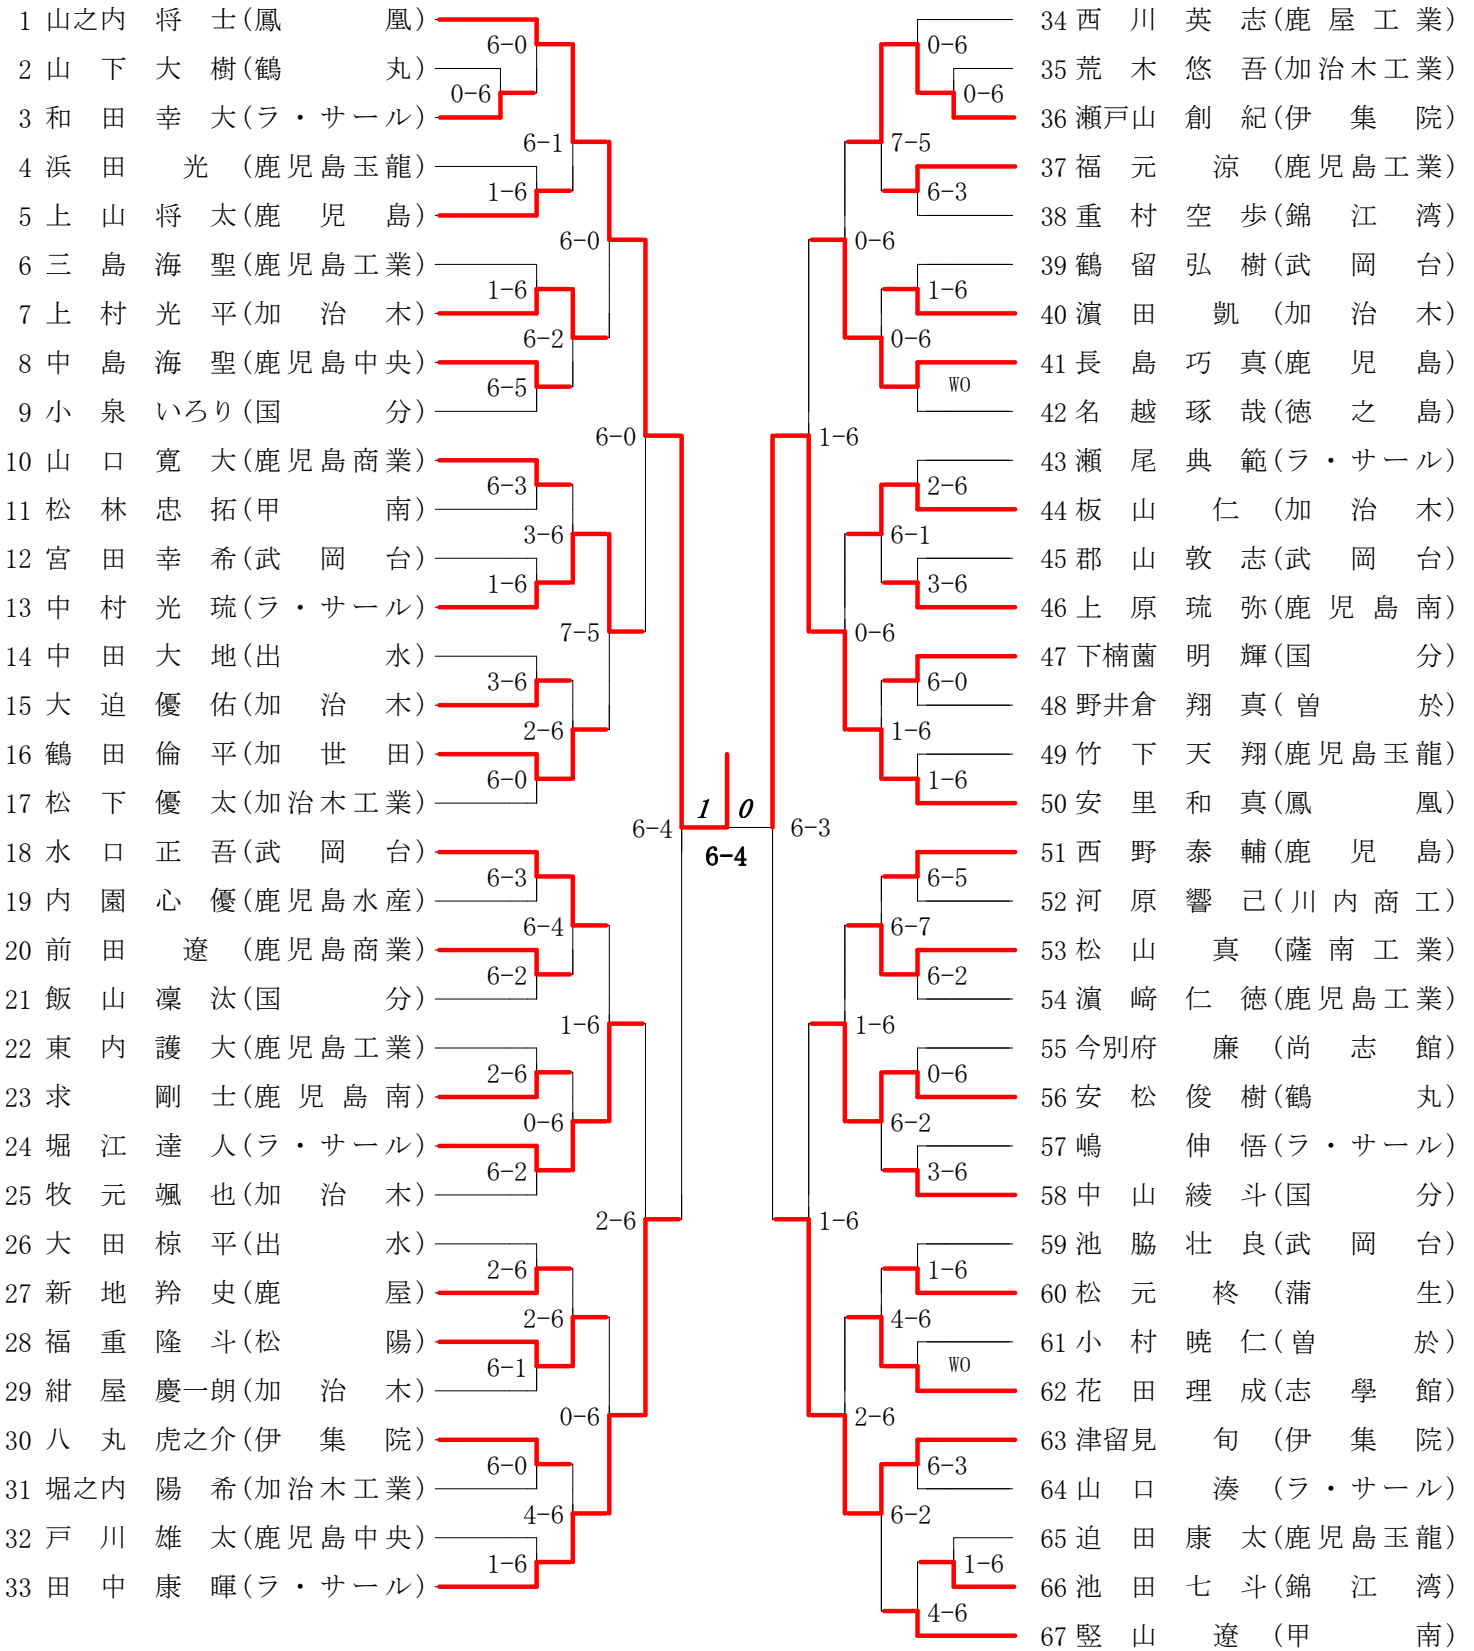 1 山之内 将 士(鳳 凰)
6-0
2 山 下 大 樹(鶴 丸)
0-6
3 和 田 幸 大(ラ・サール)
6-1
4 浜 田 光 (鹿児島玉龍)
1-6
5 上 山 将 太(鹿 児 島)
6-0
6 三 島 海 聖(鹿児島工業)
1-6
7 上 村 光 平(加 治 木)
6-2
8 中 島 海 聖(鹿児島中央)
6-5
9 小 泉 いろり(国 分)
6-0
10 山 口 寛 大(鹿児島商業)
6-3
11 松 林 忠 拓(甲 南)
3-6
12 宮 田 幸 希(武 岡 台)
1-6
13 中 村 光 琉(ラ・サール)
7-5
14 中 田 大 地(出 水)
3-6
15 大 迫 優 佑(加 治 木)
2-6
16 鶴 田 倫 平(加 世 田)
6-0
17 松 下 優 太(加治木工業)
6-4
18 水 口 正 吾(武 岡 台)
6-3
19 内 園 心 優(鹿児島水産)
6-4
20 前 田 遼 (鹿児島商業)
6-2
21 飯 山 凜 汰(国 分)
1-6
22 東 内 護 大(鹿児島工業)
2-6
23 求 剛 士(鹿 児 島 南)
0-6
24 堀 江 達 人(ラ・サール)
6-2
25 牧 元 颯 也(加 治 木)
2-6
26 大 田 椋 平(出 水)
2-6
27 新 地 羚 史(鹿 屋)
2-6
28 福 重 隆 斗(松 陽)
6-1
29 紺 屋 慶一朗(加 治 木)
0-6
30 八 丸 虎之介(伊 集 院)
6-0
31 堀之内 陽 希(加治木工業)
4-6
32 戸 川 雄 太(鹿児島中央)
1-6
33 田 中 康 暉(ラ・サール)
1 0
6-4
34 西 川 英 志(鹿 屋 工 業)
0-6
35 荒 木 悠 吾(加治木工業)
0-6
36 瀬戸山 創 紀(伊 集 院)
7-5
37 福 元 涼 (鹿児島工業)
6-3
38 重 村 空 歩(錦 江 湾)
0-6
39 鶴 留 弘 樹(武 岡 台)
1-6
40 濵 田 凱 (加 治 木)
0-6
41 長 島 巧 真(鹿 児 島)
WO
42 名 越 琢 哉(徳 之 島)
1-6
43 瀬 尾 典 範(ラ・サール)
2-6
44 板 山 仁 (加 治 木)
6-1
45 郡 山 敦 志(武 岡 台)
3-6
46 上 原 琉 弥(鹿 児 島 南)
0-6
47 下楠薗 明 輝(国 分)
6-0
48 野井倉 翔 真( 曽 於)
1-6
49 竹 下 天 翔(鹿児島玉龍)
1-6
50 安 里 和 真(鳳 凰)
6-3
51 西 野 泰 輔(鹿 児 島)
6-5
52 河 原 響 己(川 内 商 工)
6-7
53 松 山 真 (薩 南 工 業)
6-2
54 濵 﨑 仁 徳(鹿児島工業)
1-6
55 今別府 廉 (尚 志 館)
0-6
56 安 松 俊 樹(鶴 丸)
6-2
57 嶋 伸 悟(ラ・サール)
3-6
58 中 山 綾 斗(国 分)
1-6
59 池 脇 壮 良(武 岡 台)
1-6
60 松 元 柊 (蒲 生)
4-6
61 小 村 暁 仁(曽 於)
WO
62 花 田 理 成(志 學 館)
2-6
63 津留見 旬 (伊 集 院)
6-3
64 山 口 湊 (ラ・サール)
6-2
65 迫 田 康 太(鹿児島玉龍)
1-6
66 池 田 七 斗(錦 江 湾)
4-6
67 竪 山 遼 (甲 南)